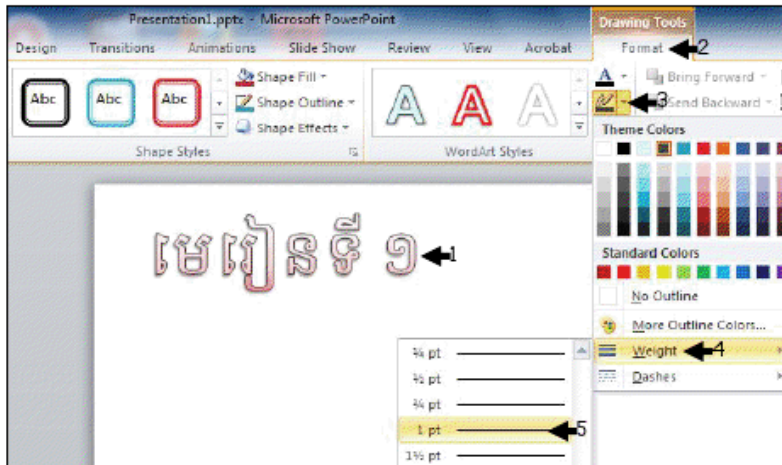 Presentation1.pptx - Microsoft PowerPoint
Drawing Tools
Design Transitions Animations Slide Show Review View Acrobat Format 2
Abc Abc Abc
Shape Fill
Shape Outline
Shape Effects
A A A
A
Bring Forward
3 Send Backward
Shape Styles WordArt Styles
Theme Colors
មេរៀនទី ១ 1
Standard Colors
No Outline
More Outline Colors...
Weight 4
Dashes
¼ pt
½ pt
¾ pt
1 pt 5
1½ pt